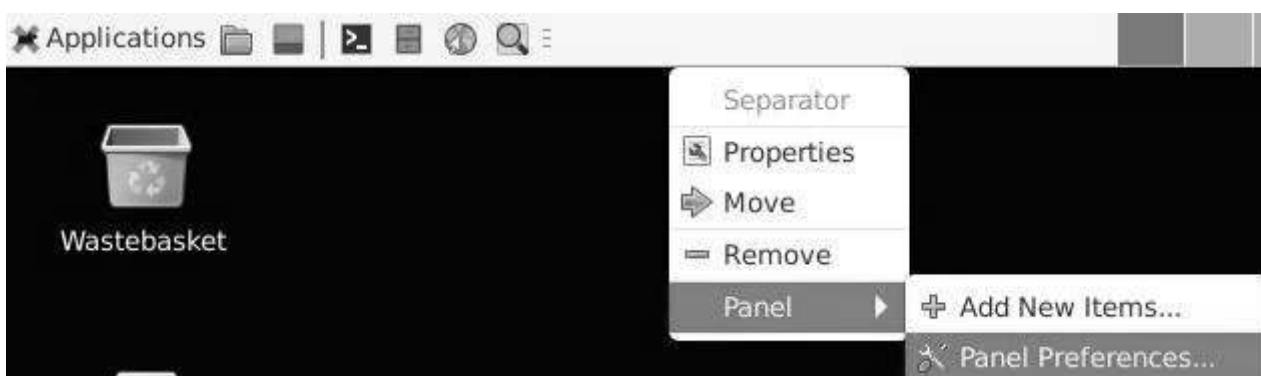 Applications
Separator
Properties
Move
Wastebasket
Remove
Panel
Add New Items...
Panel Preferences...